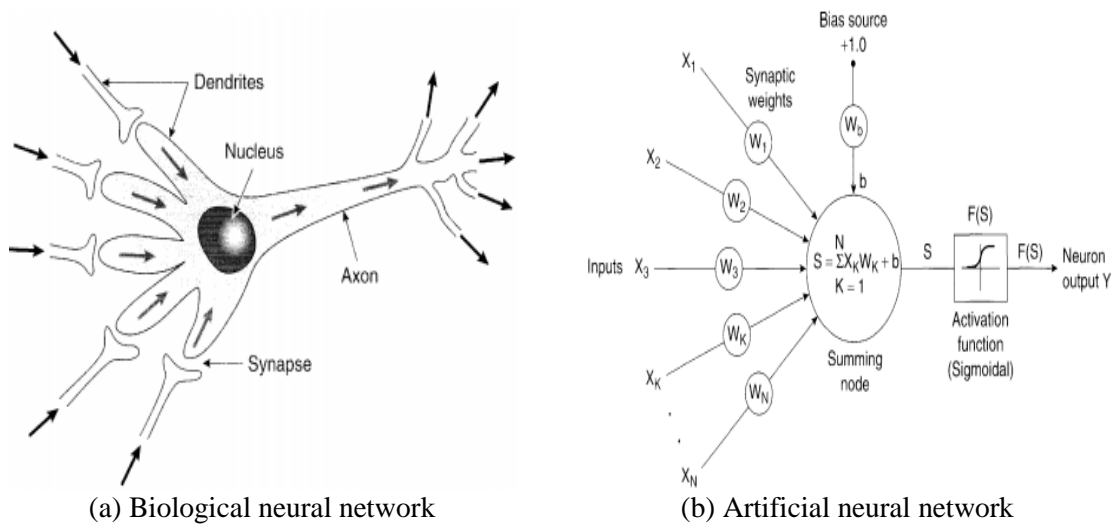 Dendrites
Nucleus
Axon
Synapse
(a) Biological neural network
Bias source
+1.0
Synaptic
weights
X1
X2
Inputs X3
XK
XN
W1
W2
W3
WK
WN
Wb
b
N
S = ΣXKWK + b
K = 1
Summing
node
S
F(S)
Activation
function
(Sigmoidal)
F(S)
Neuron
output Y
(b) Artificial neural network